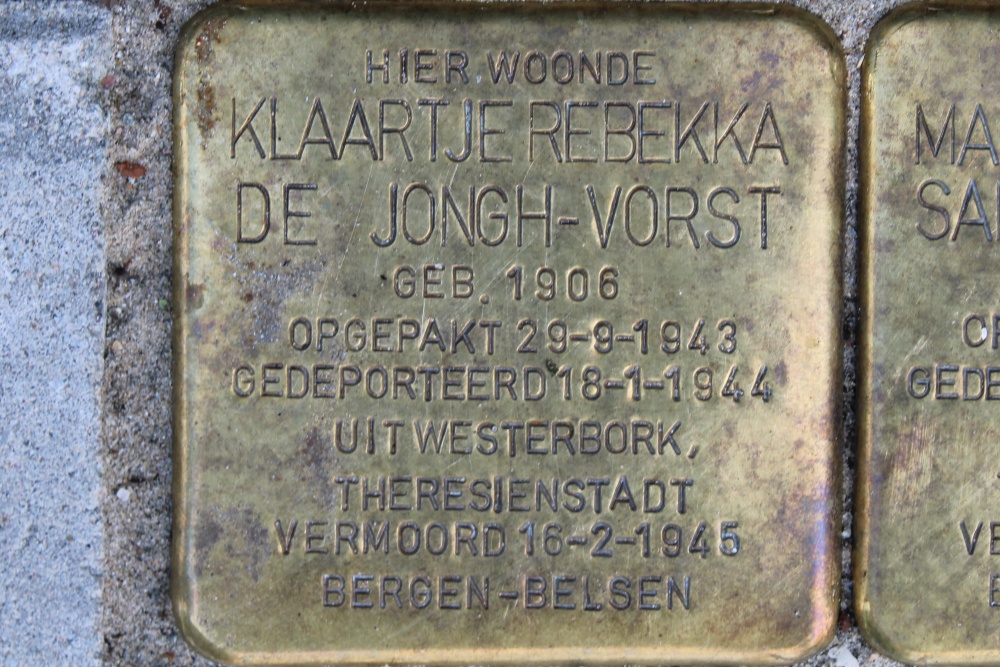 HIER WOONDE
KLAARTJE REBEKKA
DE JONGH-VORST
GEB. 1906
OPGEPAKT 29-9-1943
GEDEPORTEERD 18-1-1944
UIT WESTERBORK,
THERESIENSTADT
VERMOORD 16-2-1945
BERGEN-BELSEN